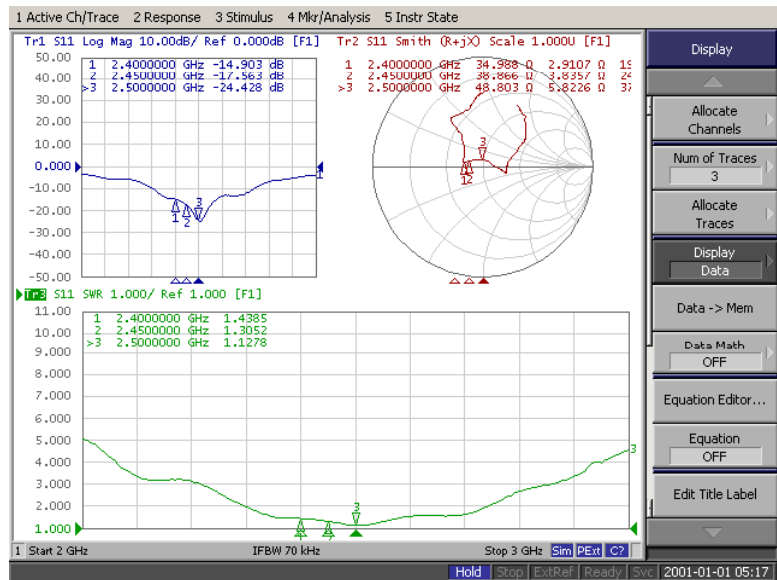 1 Active Ch/Trace 2 Response 3 Stimulus 4 Mkr/Analysis 5 Instr State
Tr1 S11 Log Mag 10.00dB/ Ref 0.000dB [F1]
50.00
1 2.4000000 GHz -14.903 dB
2 2.4500000 GHz -17.563 dB
>3 2.5000000 GHz -24.428 dB
40.00
30.00
20.00
10.00
0.000
-10.00
-20.00
-30.00
-40.00
-50.00
1
1
2
3
Tr2 S11 Smith (R+jX) Scale 1.000U [F1]
1 2.4000000 GHz 34.988 Ω 2.9107 Ω
2 2.4500000 GHz 38.866 Ω 3.8357 Ω
>3 2.5000000 GHz 48.803 Ω 5.8226 Ω
3
12
Tr3 S11 SWR 1.000/ Ref 1.000 [F1]
11.00
1 2.4000000 GHz 1.4385
2 2.4500000 GHz 1.3052
>3 2.5000000 GHz 1.1278
10.00
9.000
8.000
7.000
6.000
5.000
4.000
3.000
2.000
1.000
3
3
1 Start 2 GHz IFBW 70 kHz Stop 3 GHz Sim PExt C?
Display
Allocate
Channels
Num of Traces
3
Allocate
Traces
Display
Data
Data -> Mem
Data Math
OFF
Equation Editor...
Equation
OFF
Edit Title Label
Hold Stop ExtRef Ready Svc 2001-01-01 05:17